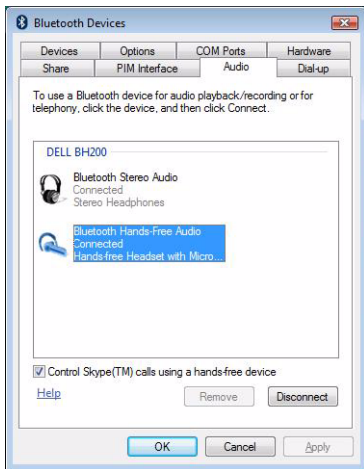 Bluetooth Devices
Devices
Options
COM Ports
Hardware
Share
PIM Interface
Audio
Dial-up
To use a Bluetooth device for audio playback/recording or for
telephony, click the device, and then click Connect.
DELL BH200
Bluetooth Stereo Audio
Connected
Stereo Headphones
Bluetooth Hands-Free Audio
Connected
Hands-free Headset with Micro...
Control Skype(TM) calls using a hands-free device
Help
Remove
Disconnect
OK
Cancel
Apply